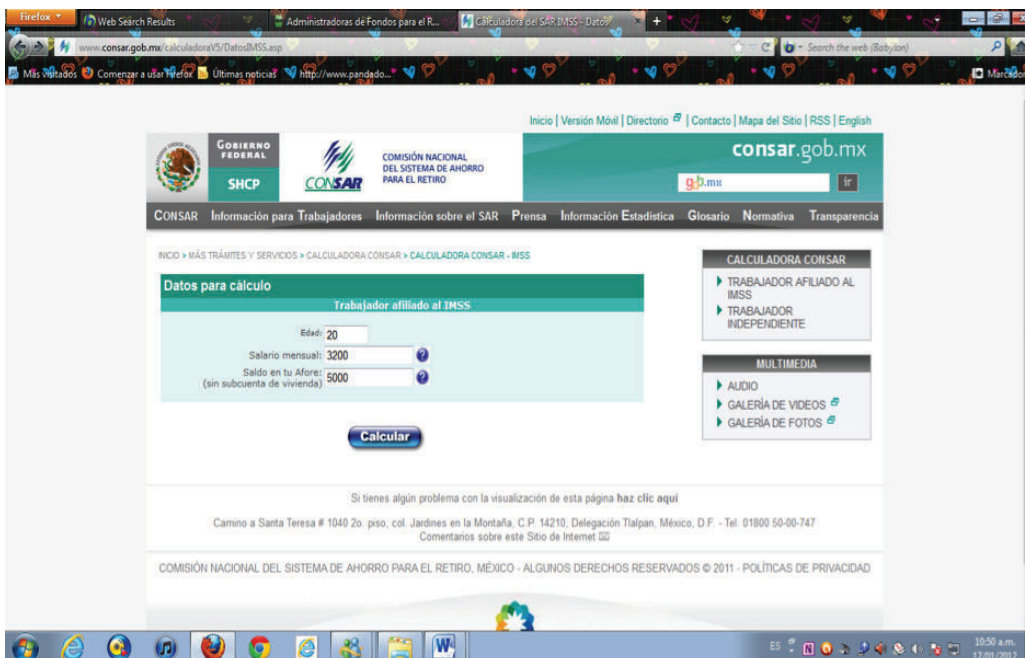 Firefox
Web Search Results
Administradoras de Fondos para el R...
Calculadora del SAR IMSS - Datos
www.consar.gob.mx/calculadoraV5/DatosIMSS.asp
Search the web (Babylon)
Más visitados Comenzar a usar Firefox Últimas noticias http://www.pandado... Marcador
Inicio | Versión Móvil | Directorio | Contacto | Mapa del Sitio | RSS | English
GOBIERNO
FEDERAL
SHCP
CONSAR
COMISIÓN NACIONAL
DEL SISTEMA DE AHORRO
PARA EL RETIRO
consar.gob.mx
gob.mx
ir
CONSAR Información para Trabajadores Información sobre el SAR Prensa Información Estadística Glosario Normativa Transparencia
INICIO » MÁS TRÁMITES Y SERVICIOS » CALCULADORA CONSAR » CALCULADORA CONSAR - IMSS
Datos para cálculo
Trabajador afiliado al IMSS
Edad: 20
Salario mensual: 3200
Saldo en tu Afore:
(sin subcuenta de vivienda) 5000
Calcular
CALCULADORA CONSAR
TRABAJADOR AFILIADO AL
IMSS
TRABAJADOR
INDEPENDIENTE
MULTIMEDIA
AUDIO
GALERÍA DE VIDEOS
GALERÍA DE FOTOS
Si tienes algún problema con la visualización de esta página haz clic aquí
Camino a Santa Teresa # 1040 2o. piso, col. Jardines en la Montaña, C.P. 14210, Delegación Tlalpan, México, D.F. - Tel. 01800 50-00-747
Comentarios sobre este Sitio de Internet
COMISIÓN NACIONAL DEL SISTEMA DE AHORRO PARA EL RETIRO, MÉXICO - ALGUNOS DERECHOS RESERVADOS © 2011 - POLÍTICAS DE PRIVACIDAD
ES
10:50 a.m.
17/01/2012